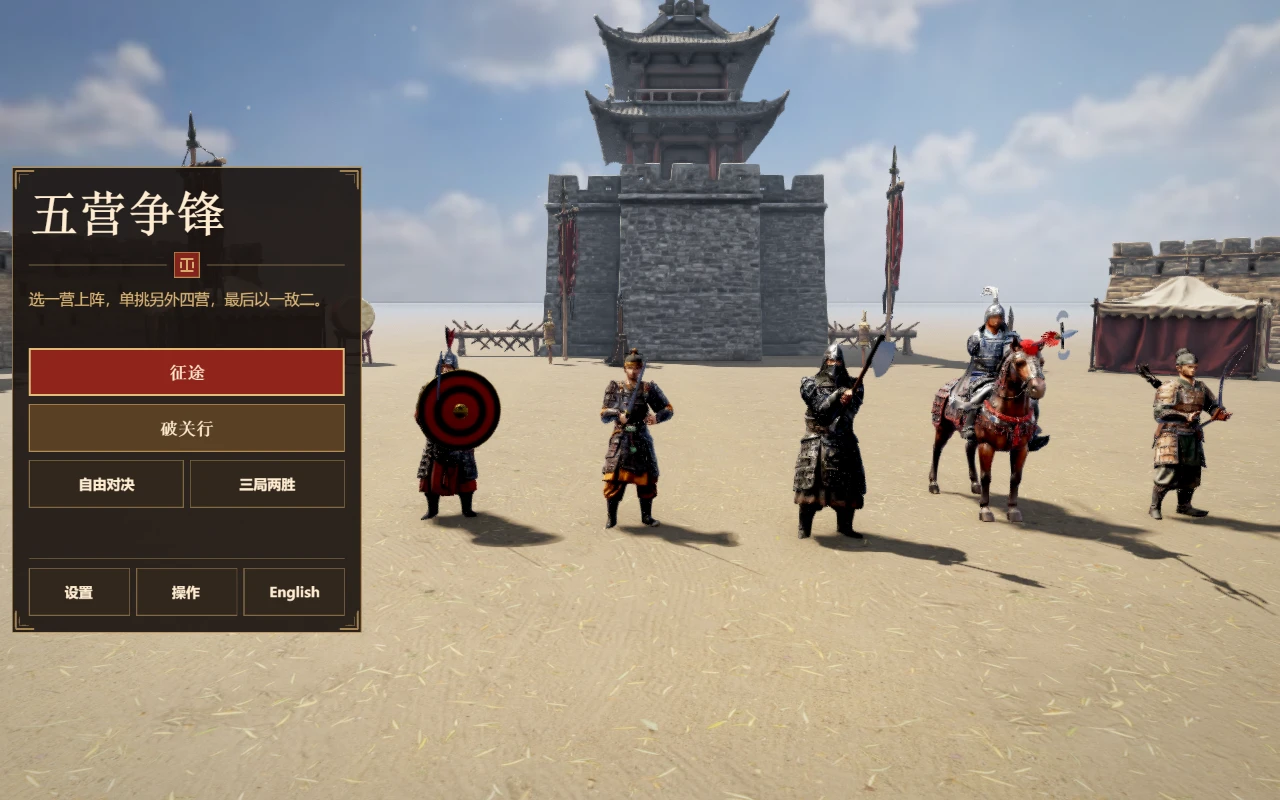 五营争锋
选一营上阵，单挑另外四营，最后以一敌二。
征途
破关行
自由对决
三局两胜
设置
操作
English